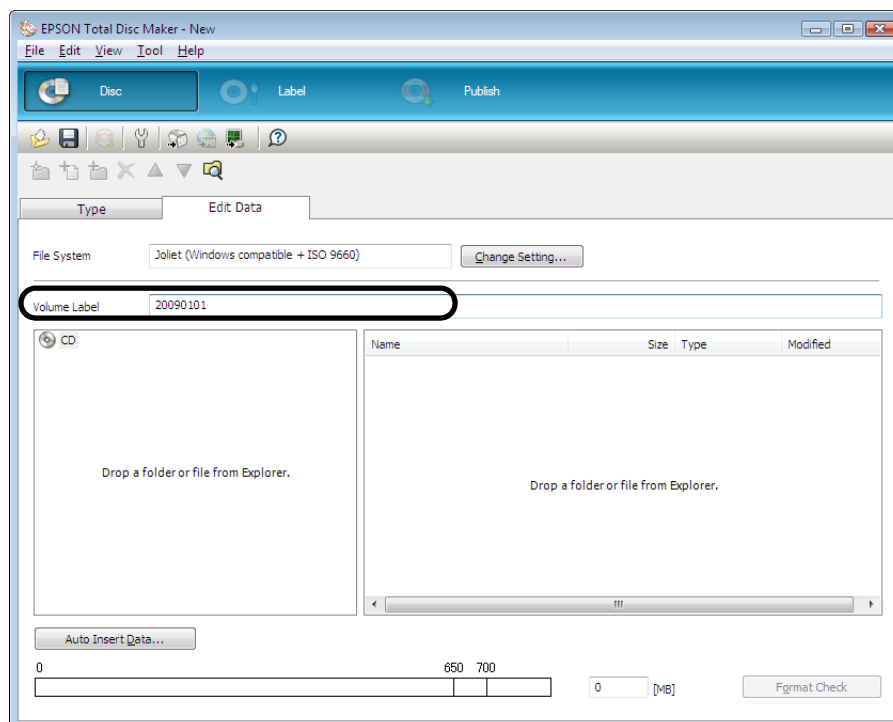 EPSON Total Disc Maker - New
File Edit View Tool Help
Disc Label Publish
Type Edit Data
File System Joliet (Windows compatible + ISO 9660) Change Setting...
Volume Label 20090101
CD
Name Size Type Modified
Drop a folder or file from Explorer.
Drop a folder or file from Explorer.
Auto Insert Data...
0 650 700
0 [MB] Format Check